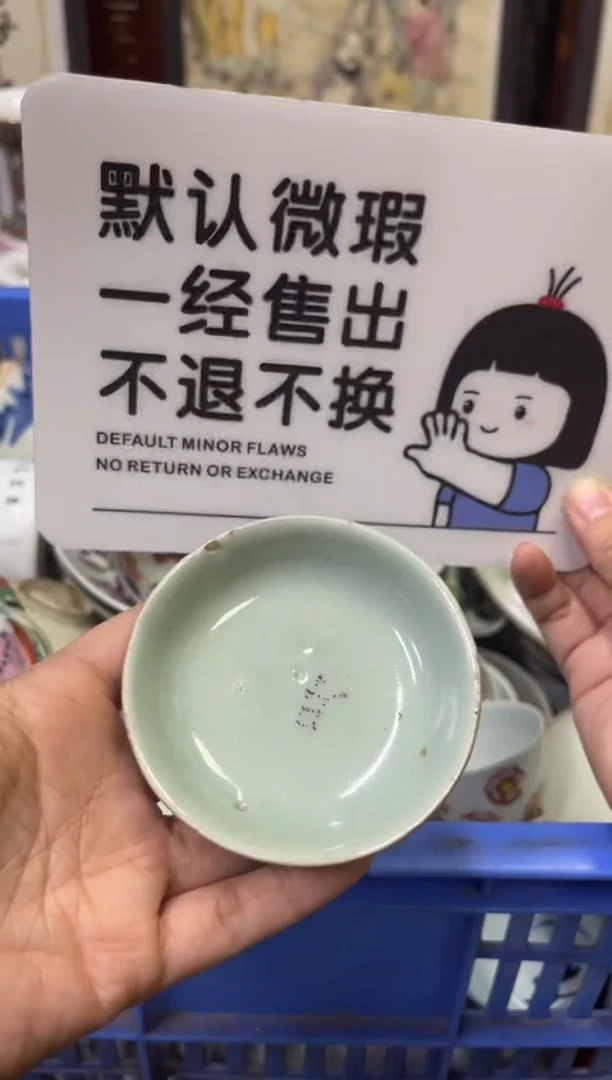 默认微瑕
一经售出
不退不换
DEFAULT MINOR FLAWS
NO RETURN OR EXCHANGE